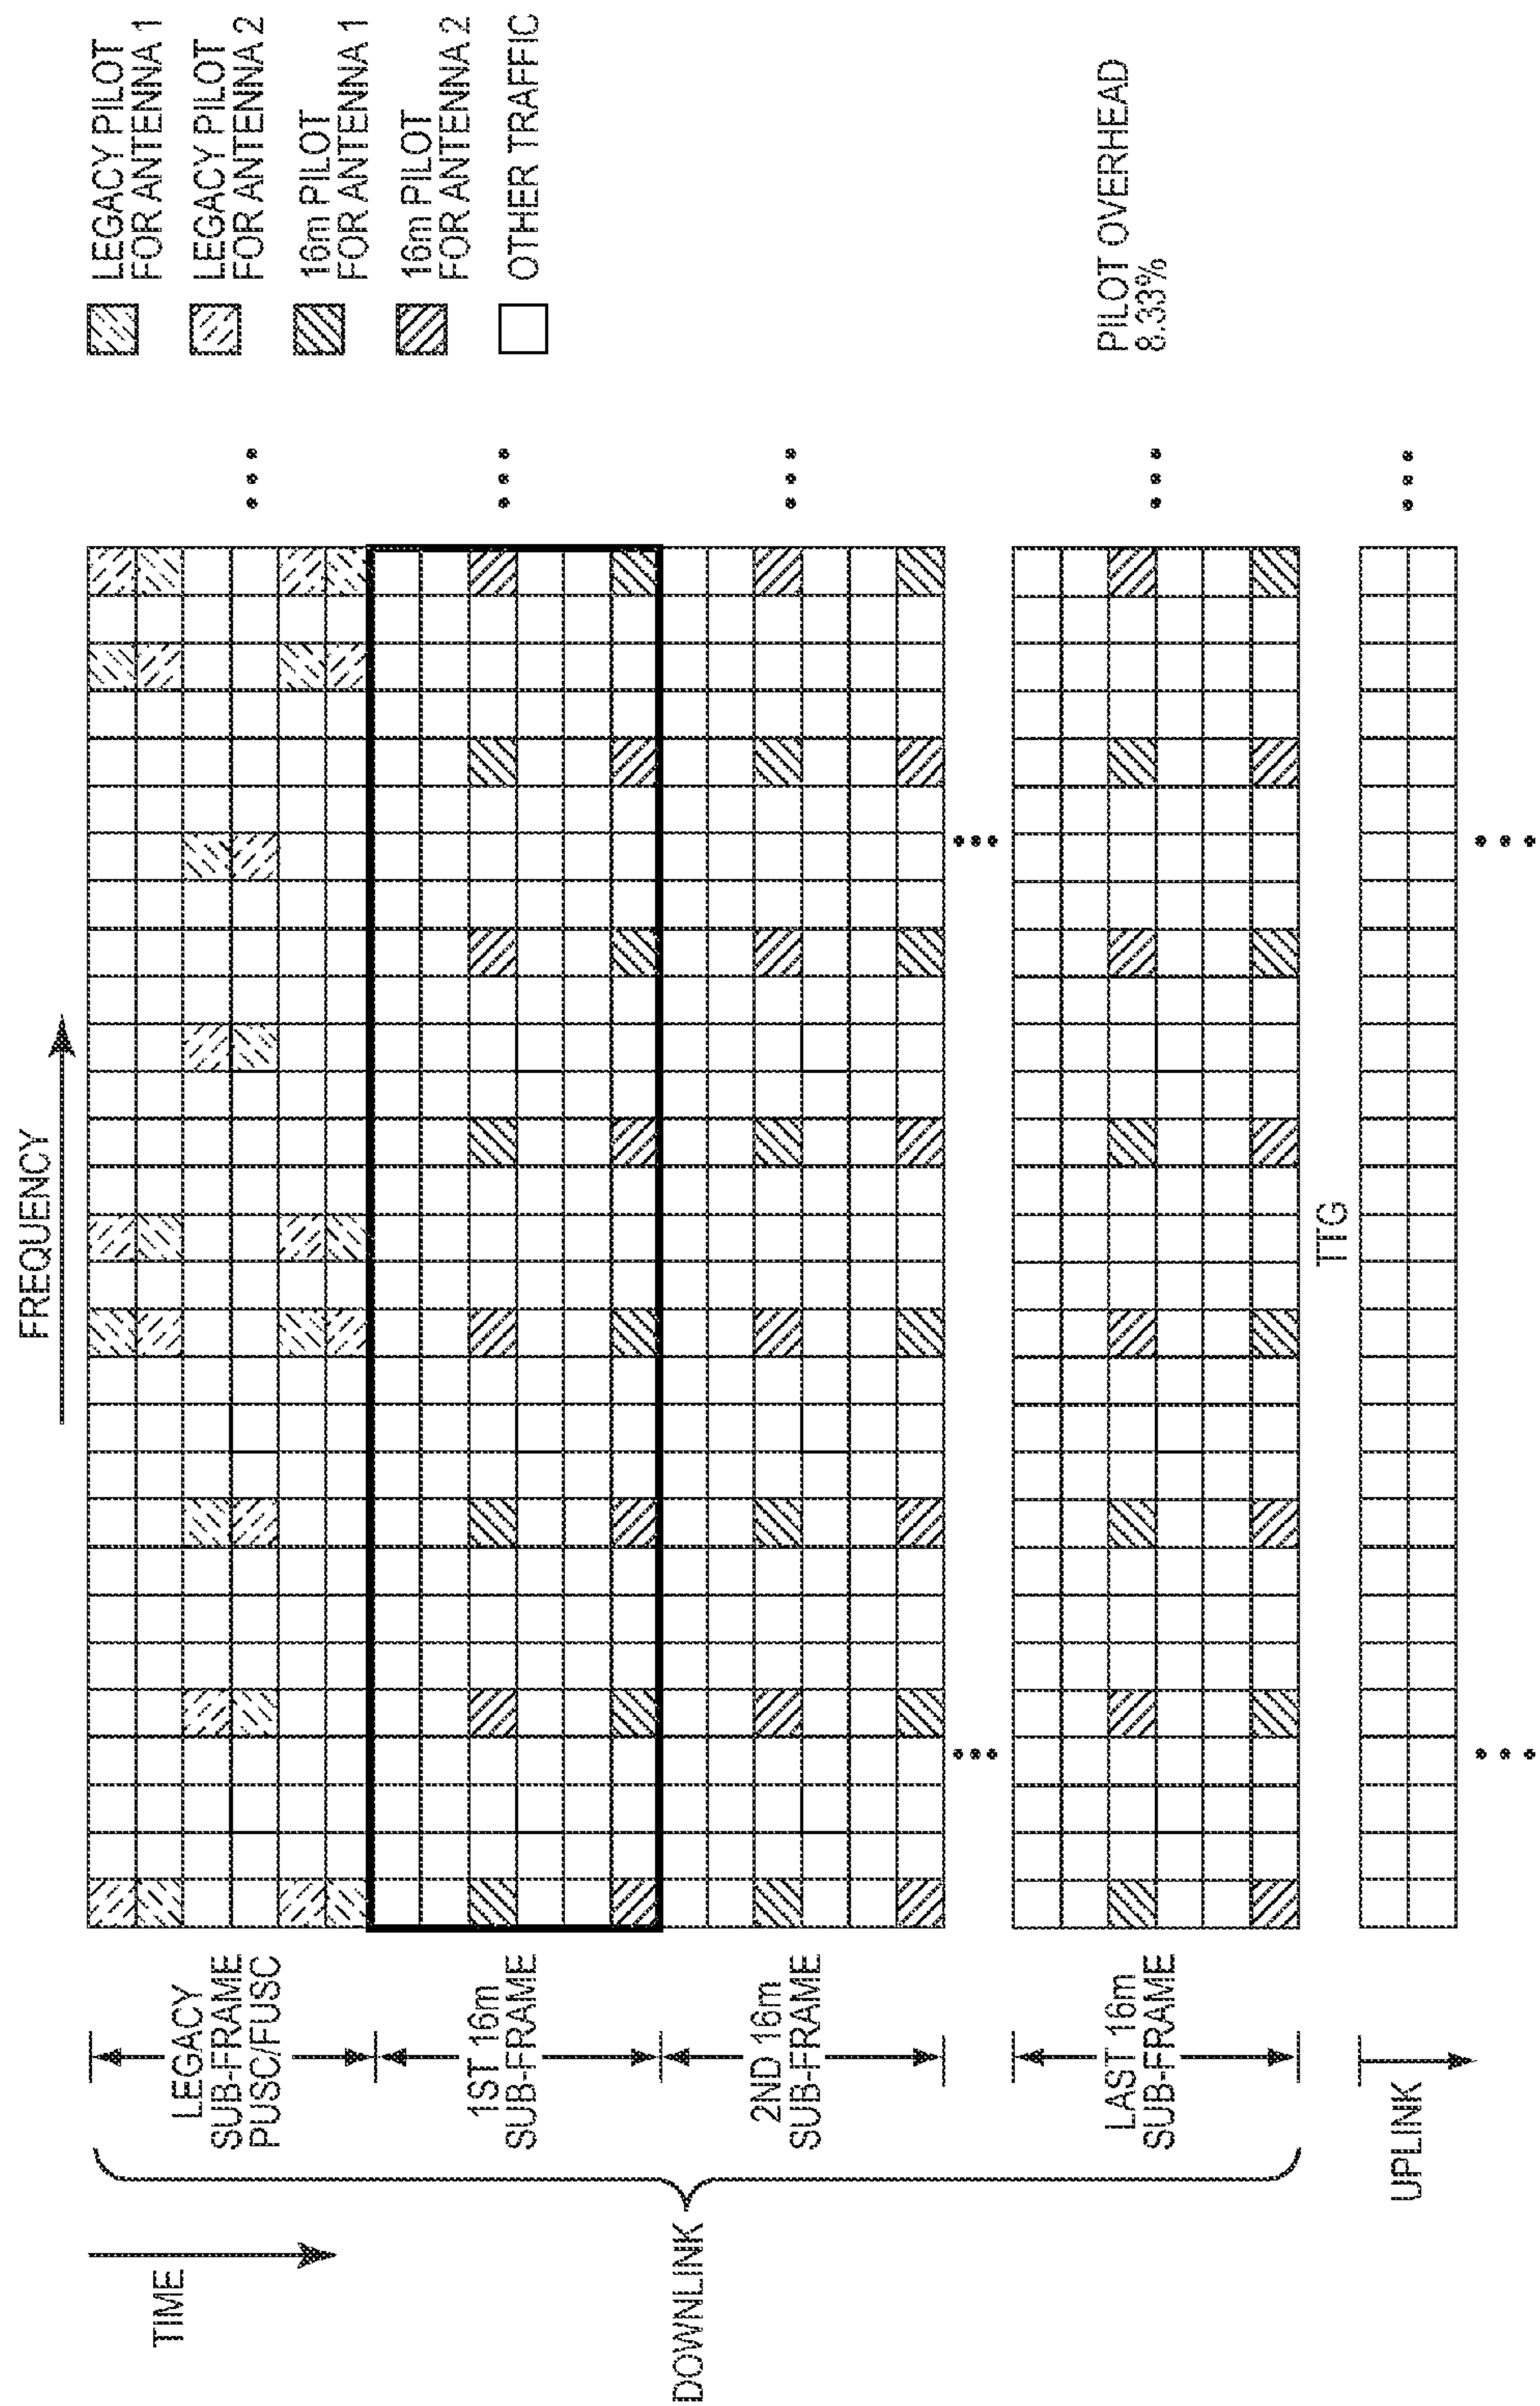 LEGACY PILOT
FOR ANTENNA 1
LEGACY PILOT
FOR ANTENNA 2
16m PILOT
FOR ANTENNA 1
16m PILOT
FOR ANTENNA 2
OTHER TRAFFIC
FREQUENCY
TIME
DOWNLINK
LEGACY
SUB-FRAME
PUSC/FUSC
1ST 16m
SUB-FRAME
2ND 16m
SUB-FRAME
LAST 16m
SUB-FRAME
PILOT OVERHEAD
8.33%
TTG
UPLINK